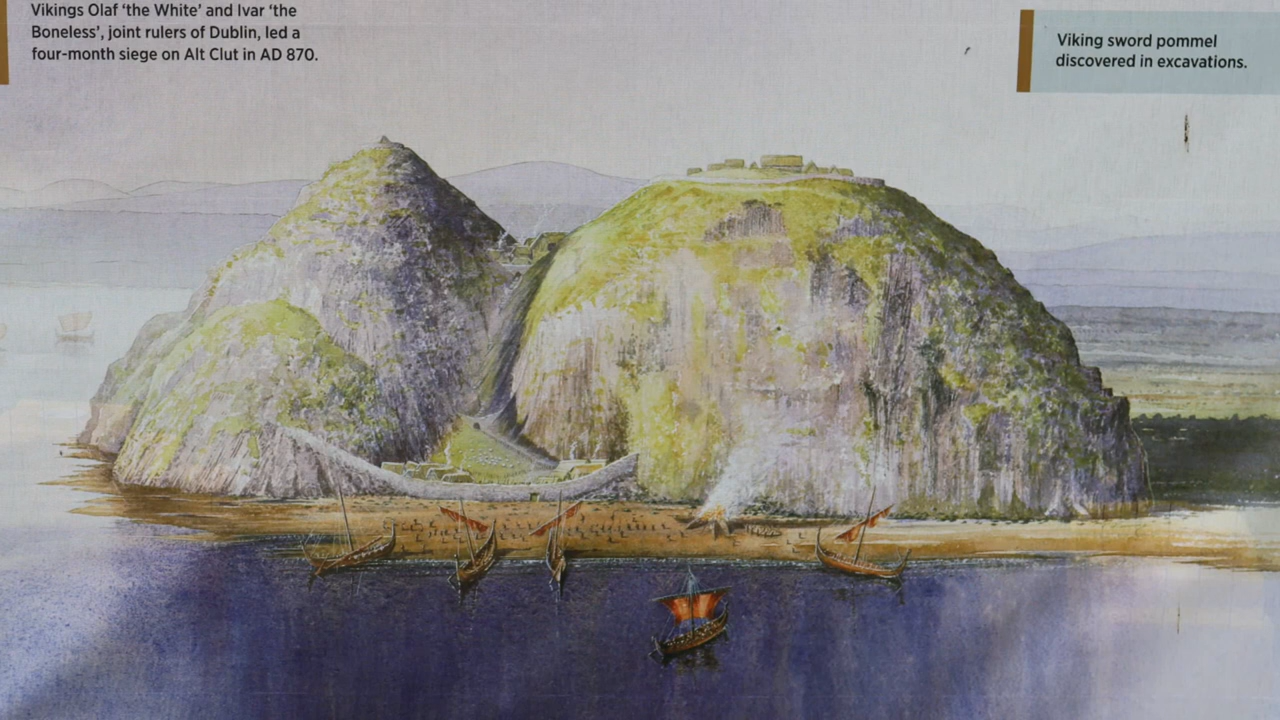 Vikings Olaf ‘the White’ and Ivar ‘the
Boneless’, joint rulers of Dublin, led a
four-month siege on Alt Clut in AD 870.
Viking sword pommel
discovered in excavations.